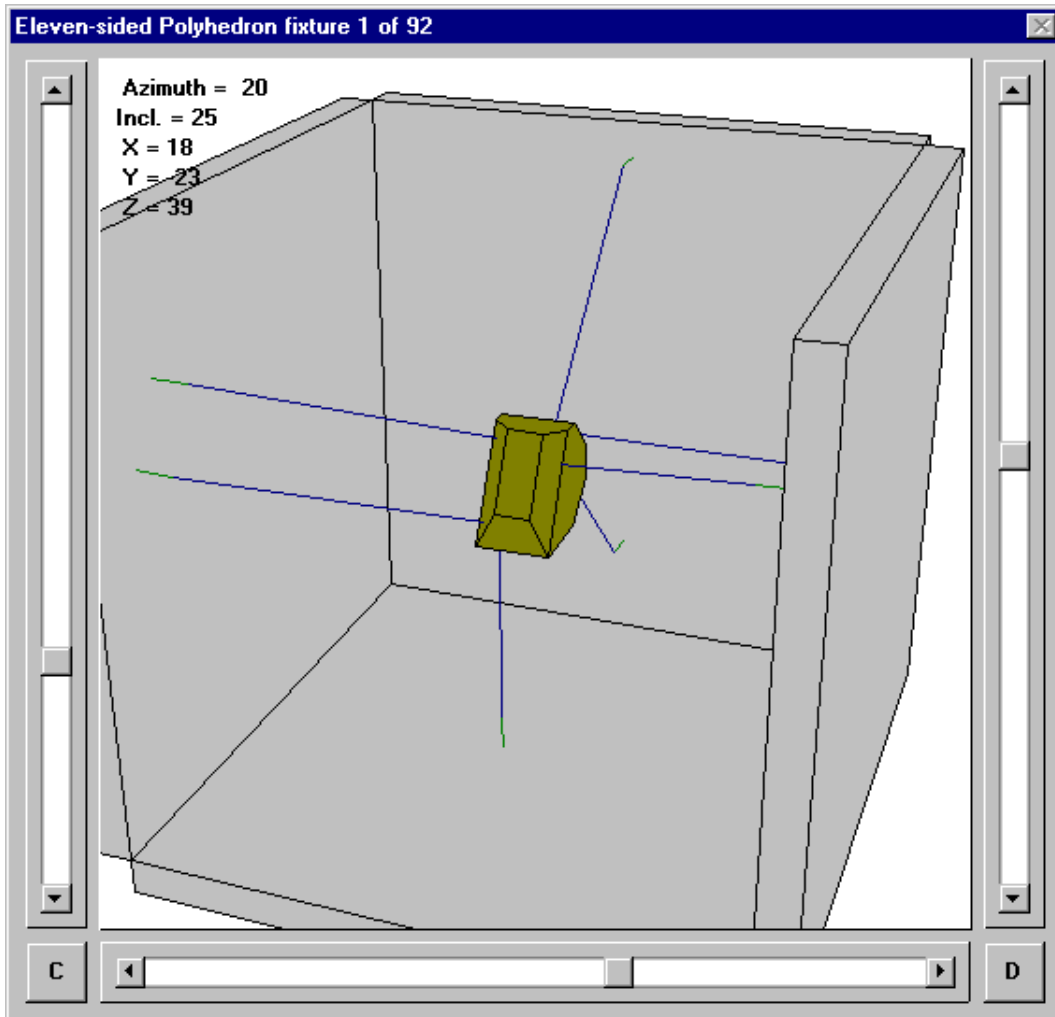 Eleven-sided Polyhedron fixture 1 of 92
Azimuth = 20
Incl. = 25
X = 18
Y = -23
Z = 39
C
D